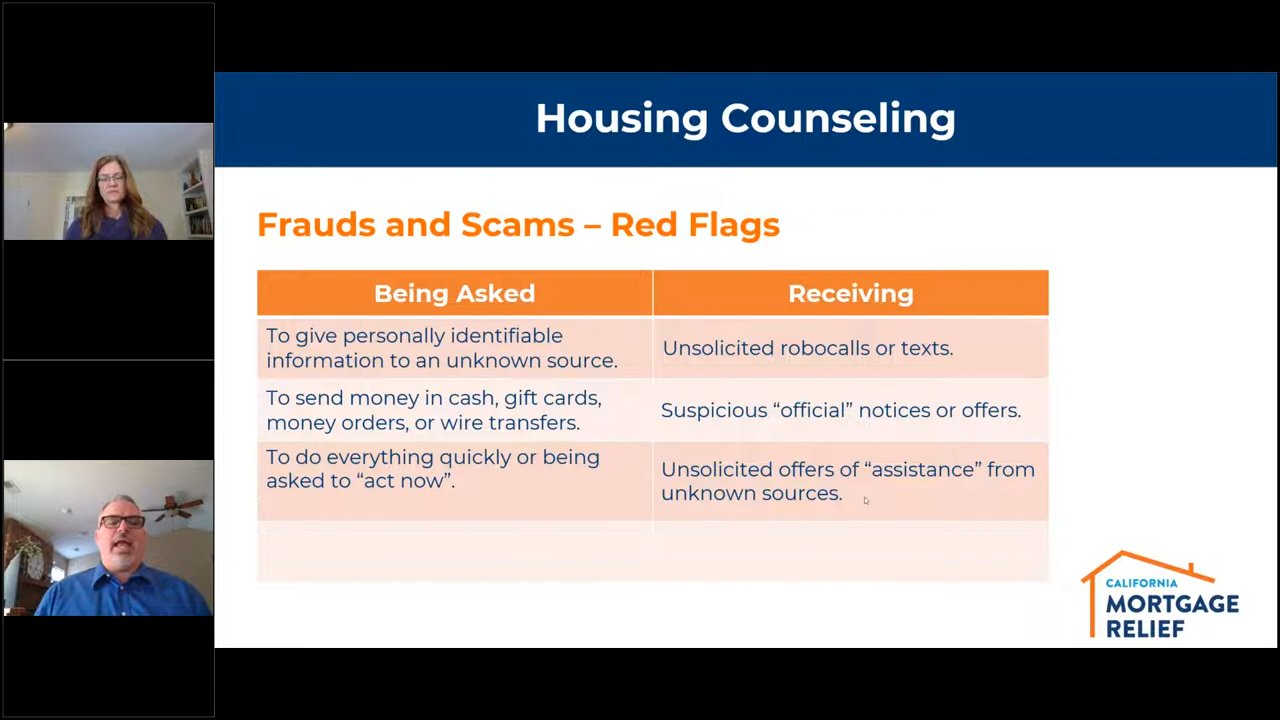 Housing Counseling
Frauds and Scams – Red Flags
Being Asked
Receiving
To give personally identifiable
information to an unknown source.
Unsolicited robocalls or texts.
To send money in cash, gift cards,
money orders, or wire transfers.
Suspicious “official” notices or offers.
To do everything quickly or being
asked to “act now”.
Unsolicited offers of “assistance” from
unknown sources.
CALIFORNIA
MORTGAGE
RELIEF